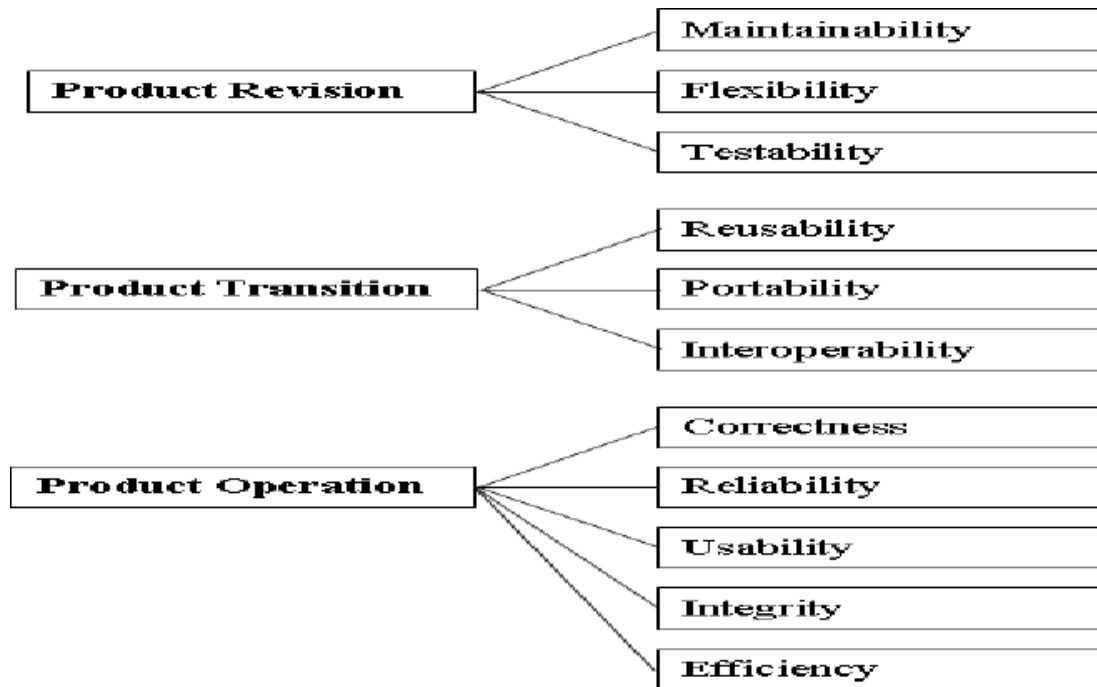 Product Revision
Maintainability
Flexibility
Testability
Product Transition
Reusability
Portability
Interoperability
Product Operation
Correctness
Reliability
Usability
Integrity
Efficiency